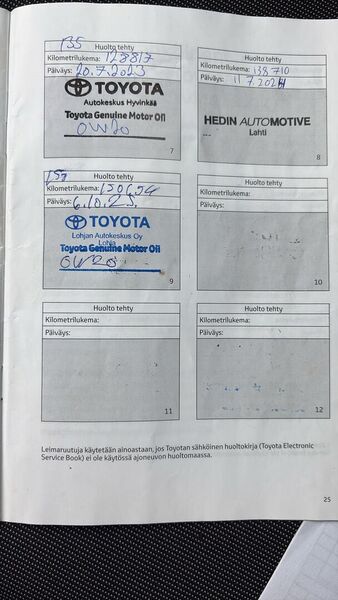 135
Huolto tehty
Kilometrilukema: 128817
Päiväys: 20.7.2023
TOYOTA
Autokeskus Hyvinkää
Toyota Genuine Motor Oil
0W20
7
Huolto tehty
Kilometrilukema: 138710
Päiväys: 11.7.2024
HEDIN AUTOMOTIVE
Lahti
8
Huolto tehty
Kilometrilukema: 150654
Päiväys: 6.10.25.
TOYOTA
Lohjan Autokeskus Oy
Lohja
Toyota Genuine Motor Oil
0W20
9
Huolto tehty
Kilometrilukema:
Päiväys:
10
Huolto tehty
Kilometrilukema:
Päiväys:
11
Huolto tehty
Kilometrilukema:
Päiväys:
12
Leimaruutuja käytetään ainoastaan, jos Toyotan sähköinen huoltokirja (Toyota Electronic
Service Book) ei ole käytössä ajoneuvon huoltomaassa.
25